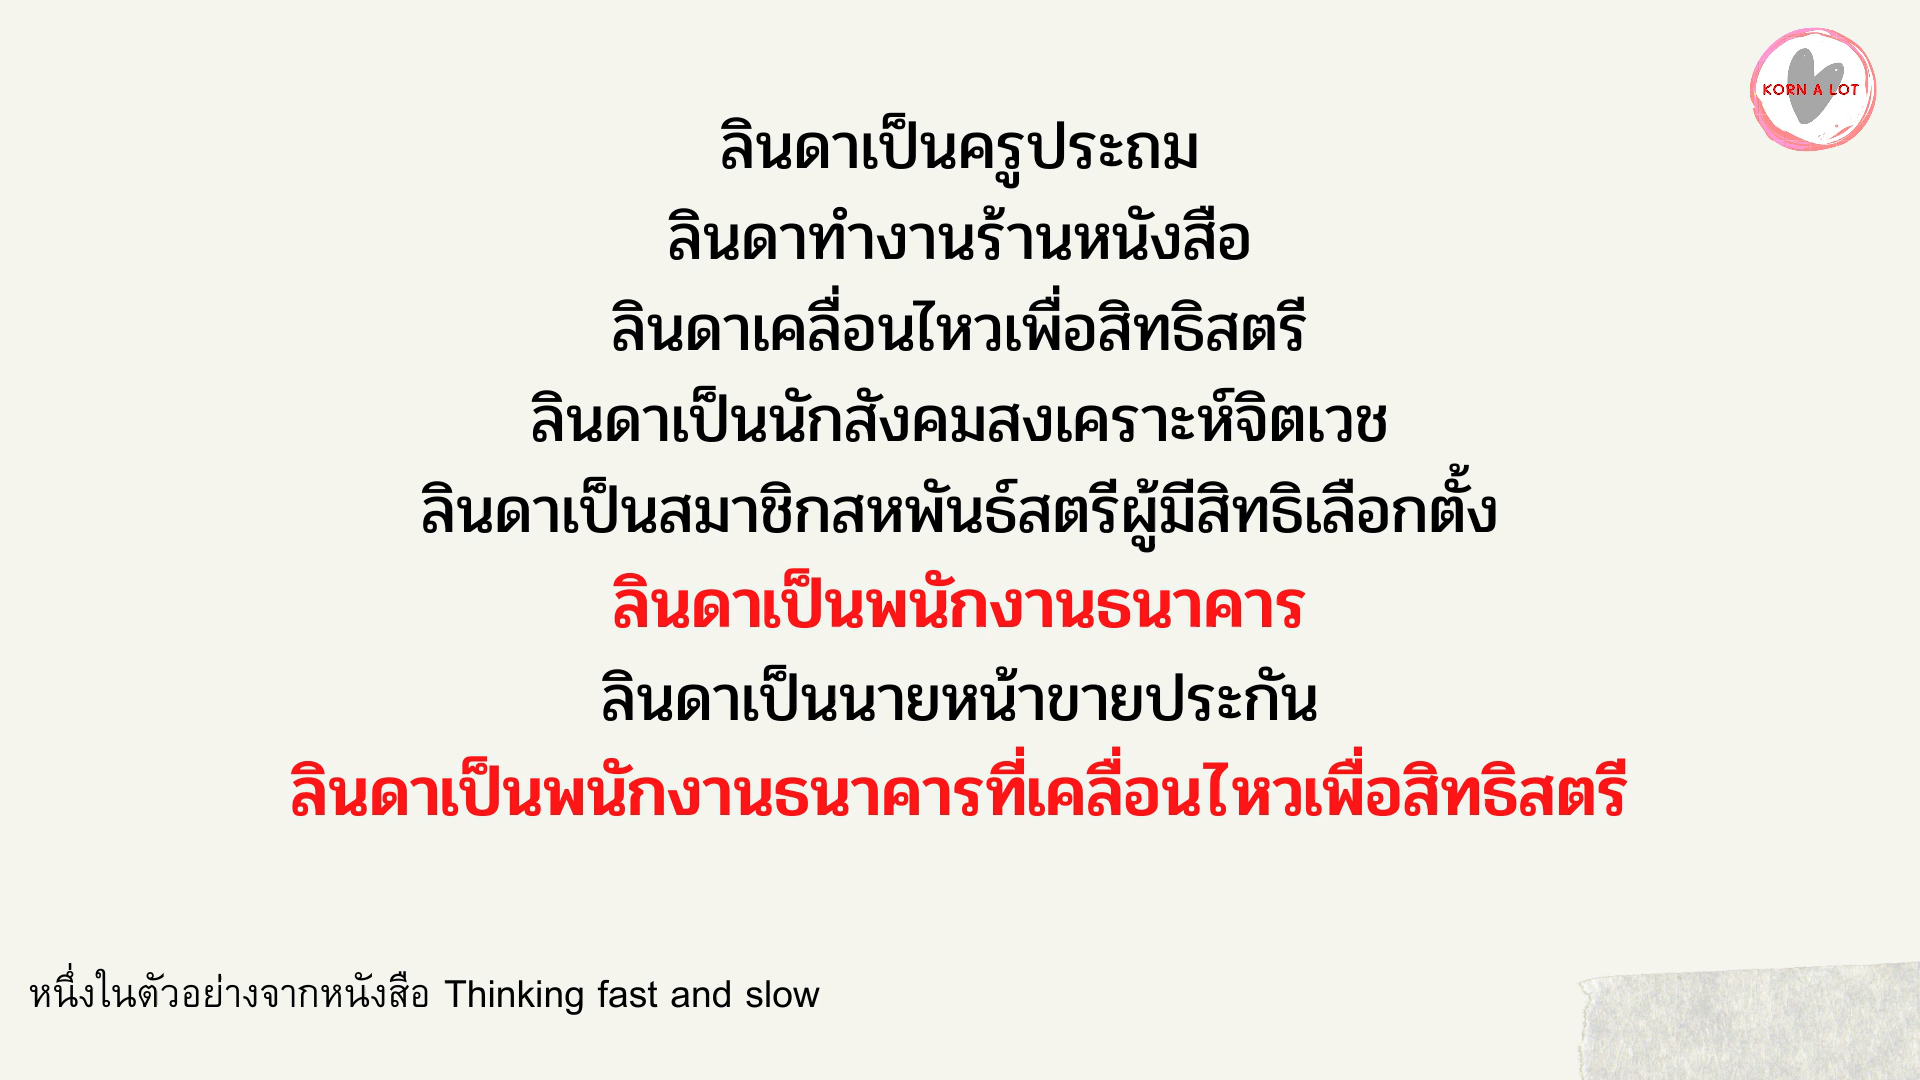 KORN A LOT
ลินดาเป็นครูประถม
ลินดาทำงานร้านหนังสือ
ลินดาเคลื่อนไหวเพื่อสิทธิสตรี
ลินดาเป็นนักสังคมสงเคราะห์จิตเวช
ลินดาเป็นสมาชิกสหพันธ์สตรีผู้มีสิทธิเลือกตั้ง
ลินดาเป็นพนักงานธนาคาร
ลินดาเป็นนายหน้าขายประกัน
ลินดาเป็นพนักงานธนาคารที่เคลื่อนไหวเพื่อสิทธิสตรี
หนึ่งในตัวอย่างจากหนังสือ Thinking fast and slow